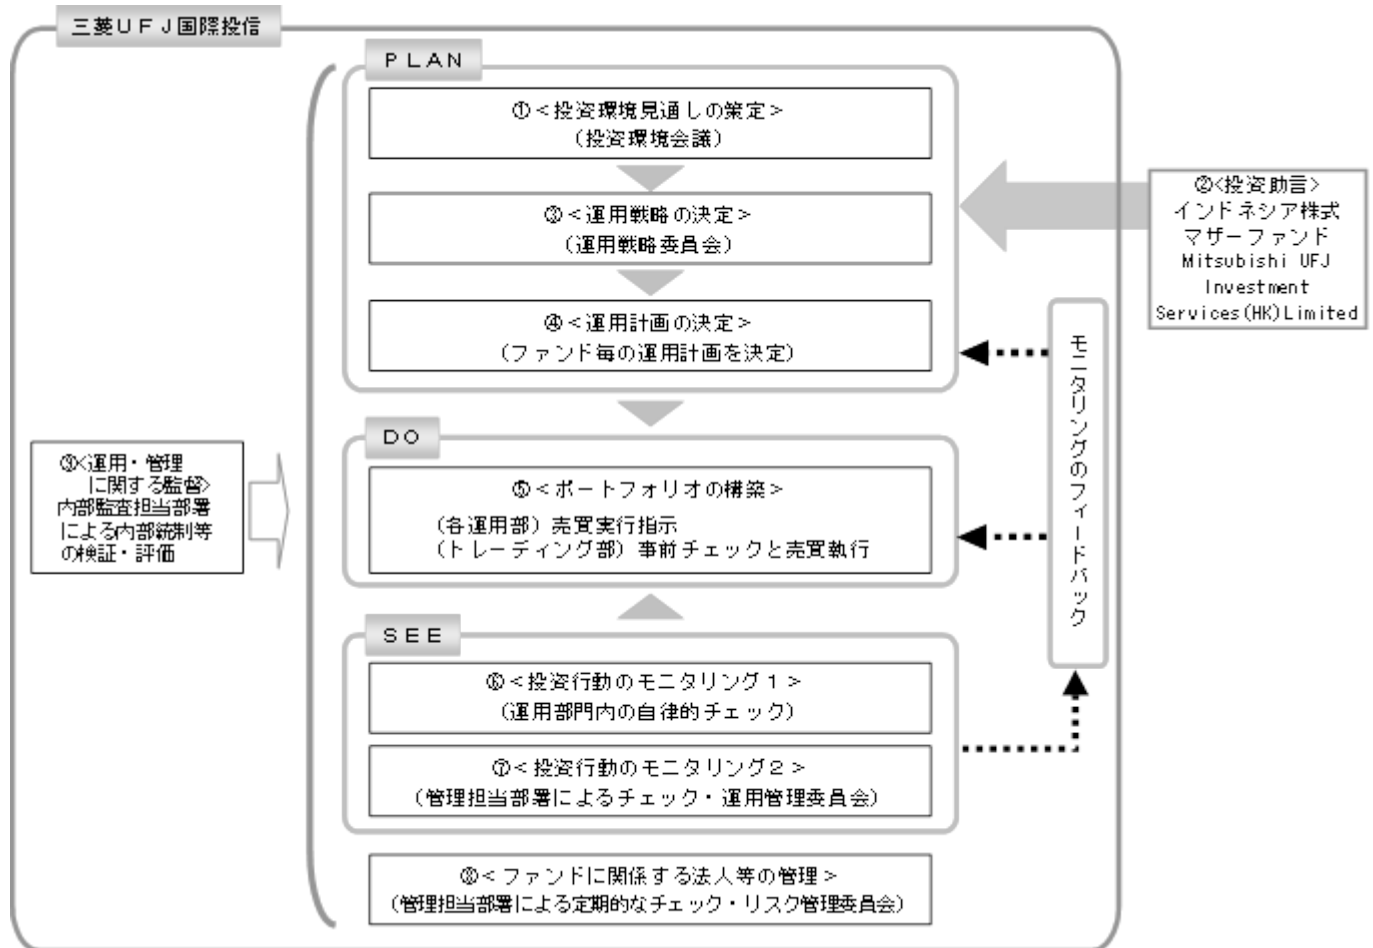 三菱ＵＦＪ国際投信
ＰＬＡＮ
①＜投資環境見通しの策定＞
（投資環境会議）
③＜運用戦略の決定＞
（運用戦略委員会）
④＜運用計画の決定＞
（ファンド毎の運用計画を決定）
②<投資助言>
インドネシア株式
マザーファンド
Mitsubishi UFJ
Investment
Services(HK)Limited
モニタリングのフィードバック
ＤＯ
⑤＜ポートフォリオの構築＞
（各運用部）売買実行指示
（トレーディング部）事前チェックと売買執行
⑨<運用・管理
に関する監督>
内部監査担当部署
による内部統制等
の検証・評価
ＳＥＥ
⑥＜投資行動のモニタリング１＞
（運用部門内の自律的チェック）
⑦＜投資行動のモニタリング２＞
（管理担当部署によるチェック・運用管理委員会）
⑧＜ファンドに関係する法人等の管理＞
（管理担当部署による定期的なチェック・リスク管理委員会）